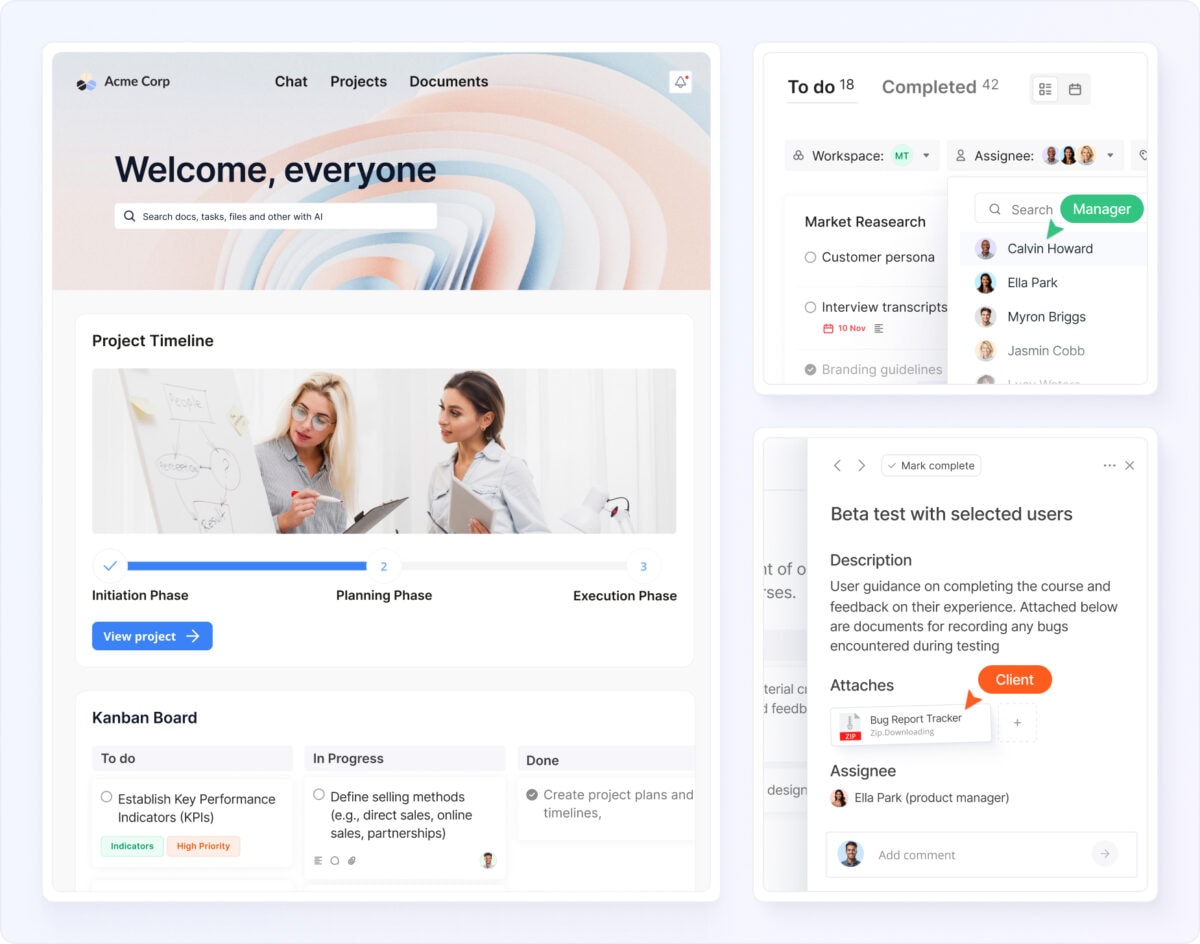 Acme Corp
Chat
Projects
Documents
Welcome, everyone
Search docs, tasks, files and other with AI
Project Timeline
People
2
3
Initiation Phase
Planning Phase
Execution Phase
View project
Kanban Board
To do
Establish Key Performance
Indicators (KPIs)
Indicators
High Priority
In Progress
Define selling methods
(e.g., direct sales, online
sales, partnerships)
Done
Create project plans and
timelines,
To do 18
Completed 42
Workspace: MT
Assignee:
Market Reasearch
Customer persona
Interview transcripts
10 Nov
Branding guidelines
Search
Manager
Calvin Howard
Ella Park
Myron Briggs
Jasmin Cobb
nt of o
rses.
terial c
d feedb
design
Mark complete
Beta test with selected users
Description
User guidance on completing the course and
feedback on their experience. Attached below
are documents for recording any bugs
encountered during testing
Client
Attaches
ZIP
Bug Report Tracker
Zip.Downloading
+
Assignee
Ella Park (product manager)
Add comment